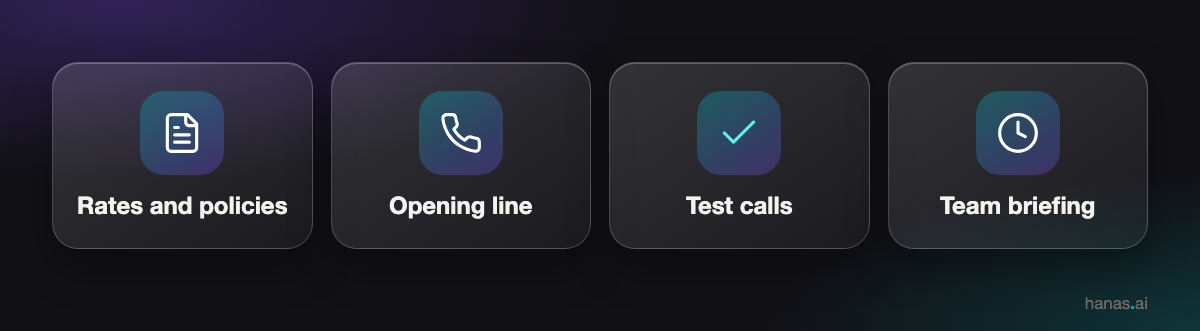 Rates and policies
Opening line
Test calls
Team briefing
hanas.ai